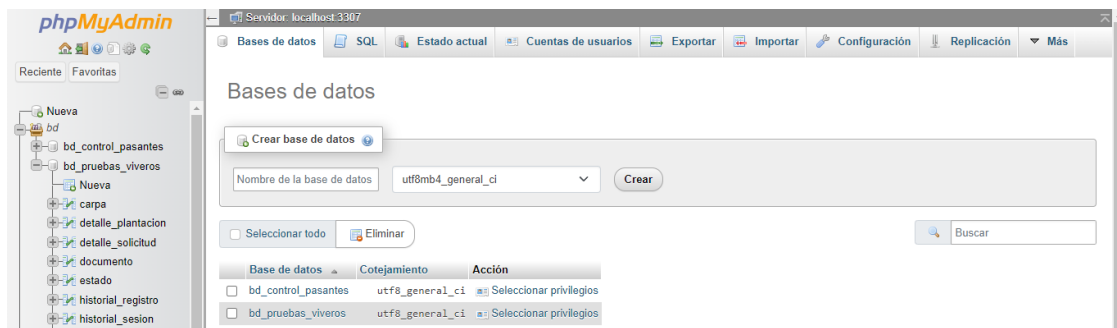 phpMyAdmin
Reciente Favoritas
Nueva
bd
bd_control_pasantes
bd_pruebas_viveros
Nueva
carpa
detalle_plantacion
detalle_solicitud
documento
estado
historial_registro
historial_sesion
Servidor: localhost:3307
Bases de datos SQL Estado actual Cuentas de usuarios Exportar Importar Configuración Replicación Más
Bases de datos
Crear base de datos
Nombre de la base de datos utf8mb4_general_ci Crear
Seleccionar todo Eliminar Buscar
Base de datos Cotejamiento Acción
bd_control_pasantes utf8_general_ci Seleccionar privilegios
bd_pruebas_viveros utf8_general_ci Seleccionar privilegios